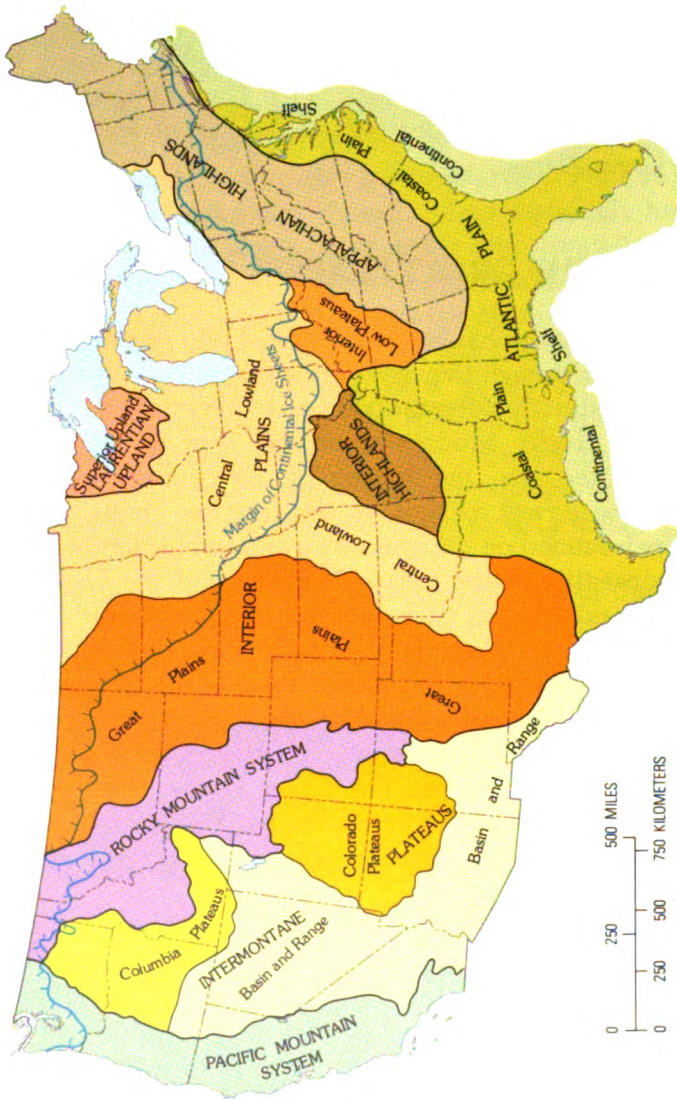 PACIFIC MOUNTAIN
SYSTEM
Columbia
Plateaus
INTERMONTANE
Basin and Range
Colorado
Plateaus
PLATEAUS
Basin
and
Range
ROCKY MOUNTAIN SYSTEM
Great
Plains
INTERIOR
Plains
Great
Superior Upland
LAURENTIAN
UPLAND
Central
Lowland
PLAINS
Margin of Continental Ice Sheets
Lowland
Central
INTERIOR
HIGHLANDS
Interior
Low Plateaus
APPALACHIAN
HIGHLANDS
Coastal
Plain
ATLANTIC
PLAIN
Coastal
Plain
Continental
Shelf
Continental
Shelf
0 250 500 MILES
0 250 500 750 KILOMETERS